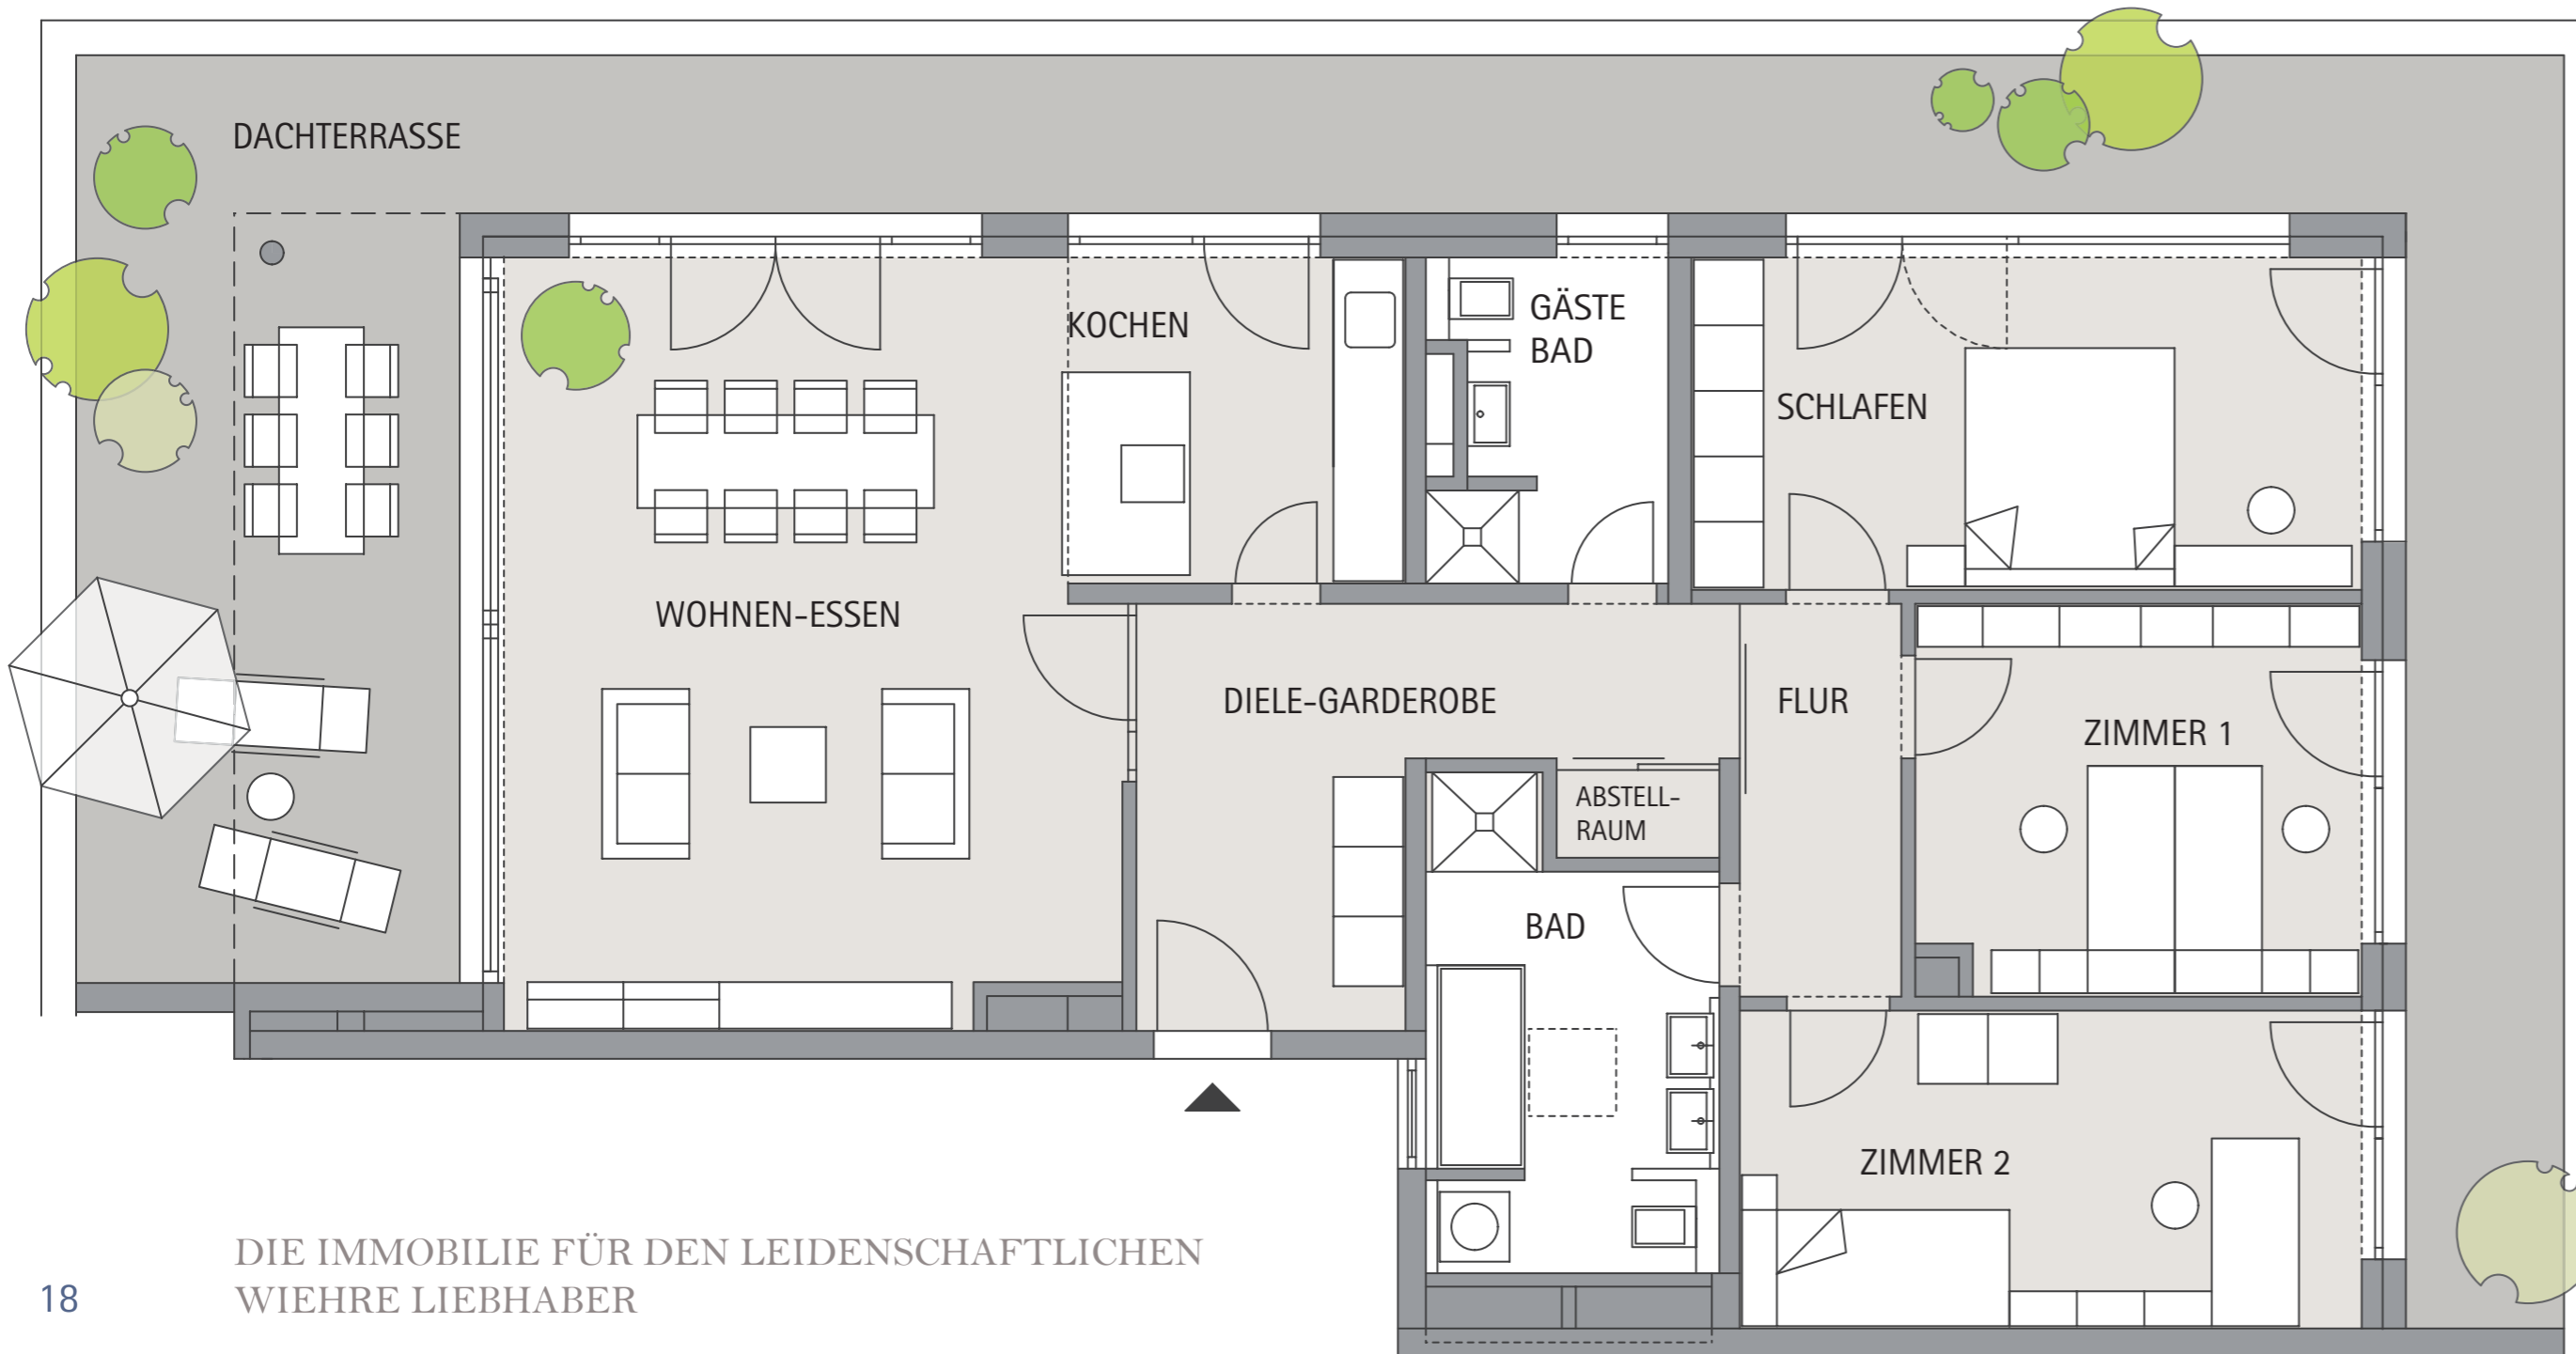 DACHTERRASSE
KOCHEN
GÄSTE
BAD
SCHLAFEN
WOHNEN-ESSEN
DIELE-GARDEROBE
FLUR
ZIMMER 1
ABSTELL-
RAUM
BAD
ZIMMER 2
DIE IMMOBILIE FÜR DEN LEIDENSCHAFTLICHEN
WIEHRE LIEBHABER
18